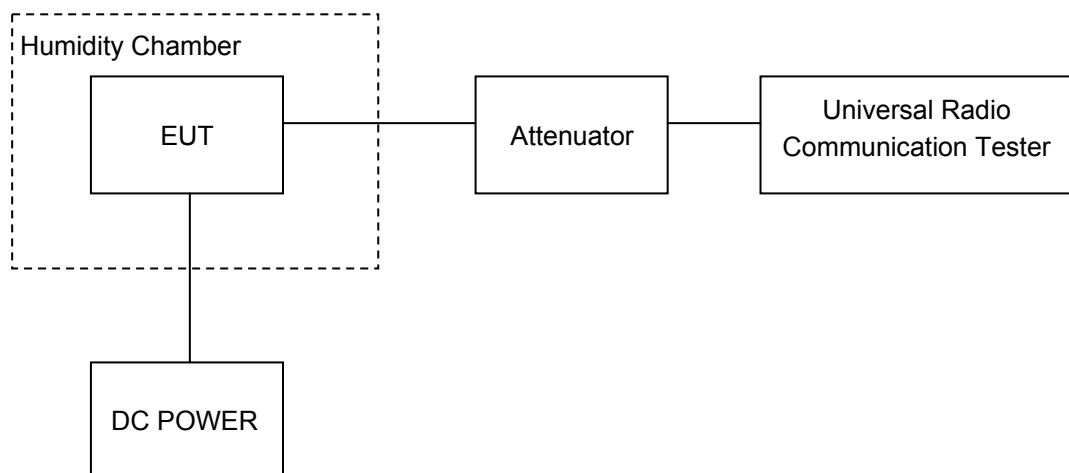 Humidity Chamber
EUT
Attenuator
Universal Radio
Communication Tester
DC POWER